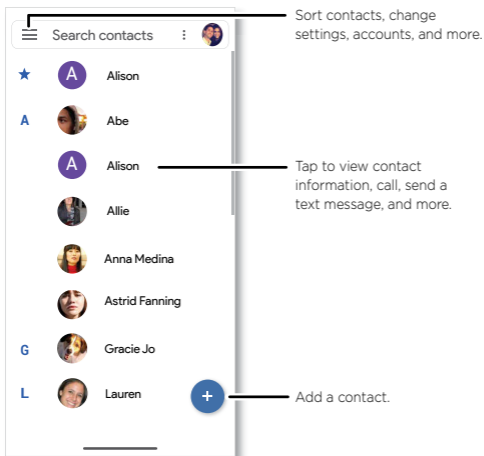 Sort contacts, change
settings, accounts, and more.
Search contacts
A
Alison
A
Abe
A
Alison
Tap to view contact
information, call, send a
text message, and more.
Allie
Anna Medina
Astrid Fanning
G
Gracie Jo
L
Lauren
+
Add a contact.